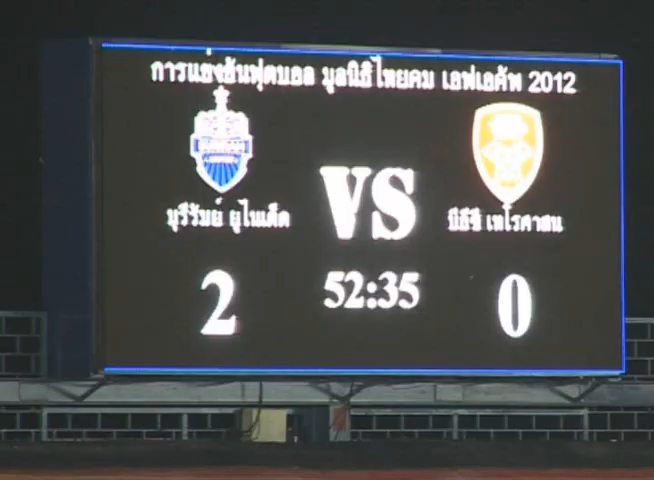 การแข่งขันฟุตบอล มูลนิธิไทยคม เอฟเอคัพ 2012
VS
บุรีรัมย์ ยูไนเต็ด
บีอีซี เทโรศาสน
2
52:35
0